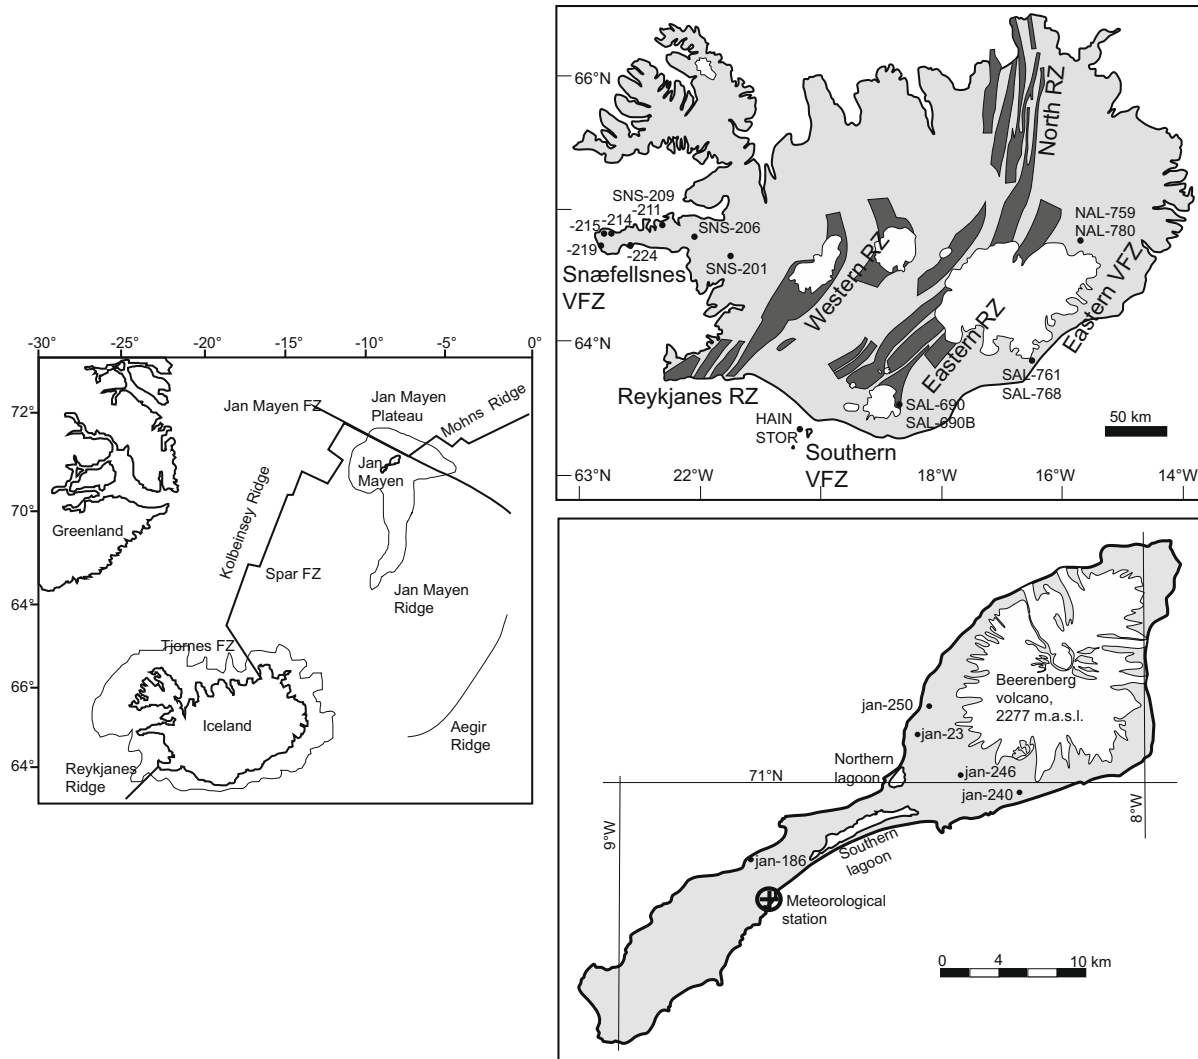 -30°
-25°
-20°
-15°
-10°
-5°
0°
72°
70°
64°
66°
64°
Jan Mayen FZ
Jan Mayen
Plateau
Mohns Ridge
Jan
Mayen
Kolbeinsey Ridge
Greenland
Spar FZ
Jan Mayen
Ridge
Tjornes FZ
Iceland
Aegir
Ridge
Reykjanes
Ridge
66°N
64°N
63°N
22°W
18°W
14°W
North RZ
SNS-209
-211
-214
-215
-219
-224
SNS-206
SNS-201
Snæfellsnes
VFZ
Western RZ
NAL-759
NAL-780
Eastern VFZ
Eastern RZ
Reykjanes RZ
SAL-761
SAL-768
SAL-690
SAL-690B
HAIN
STOR
Southern
VFZ
50 km
Beerenberg
volcano,
2277 m.a.s.l.
jan-250
jan-23
Northern
lagoon
71°N
jan-246
jan-240
9°W
8°W
Southern
lagoon
jan-186
Meteorological
station
0
4
10 km